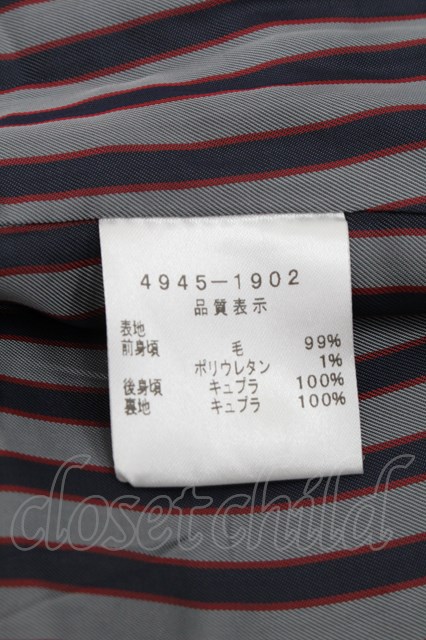 4945-1902
品質表示
表地
前身頃 毛 99%
ポリウレタン 1%
後身頃 キュプラ 100%
裏地 キュプラ 100%
closetchild